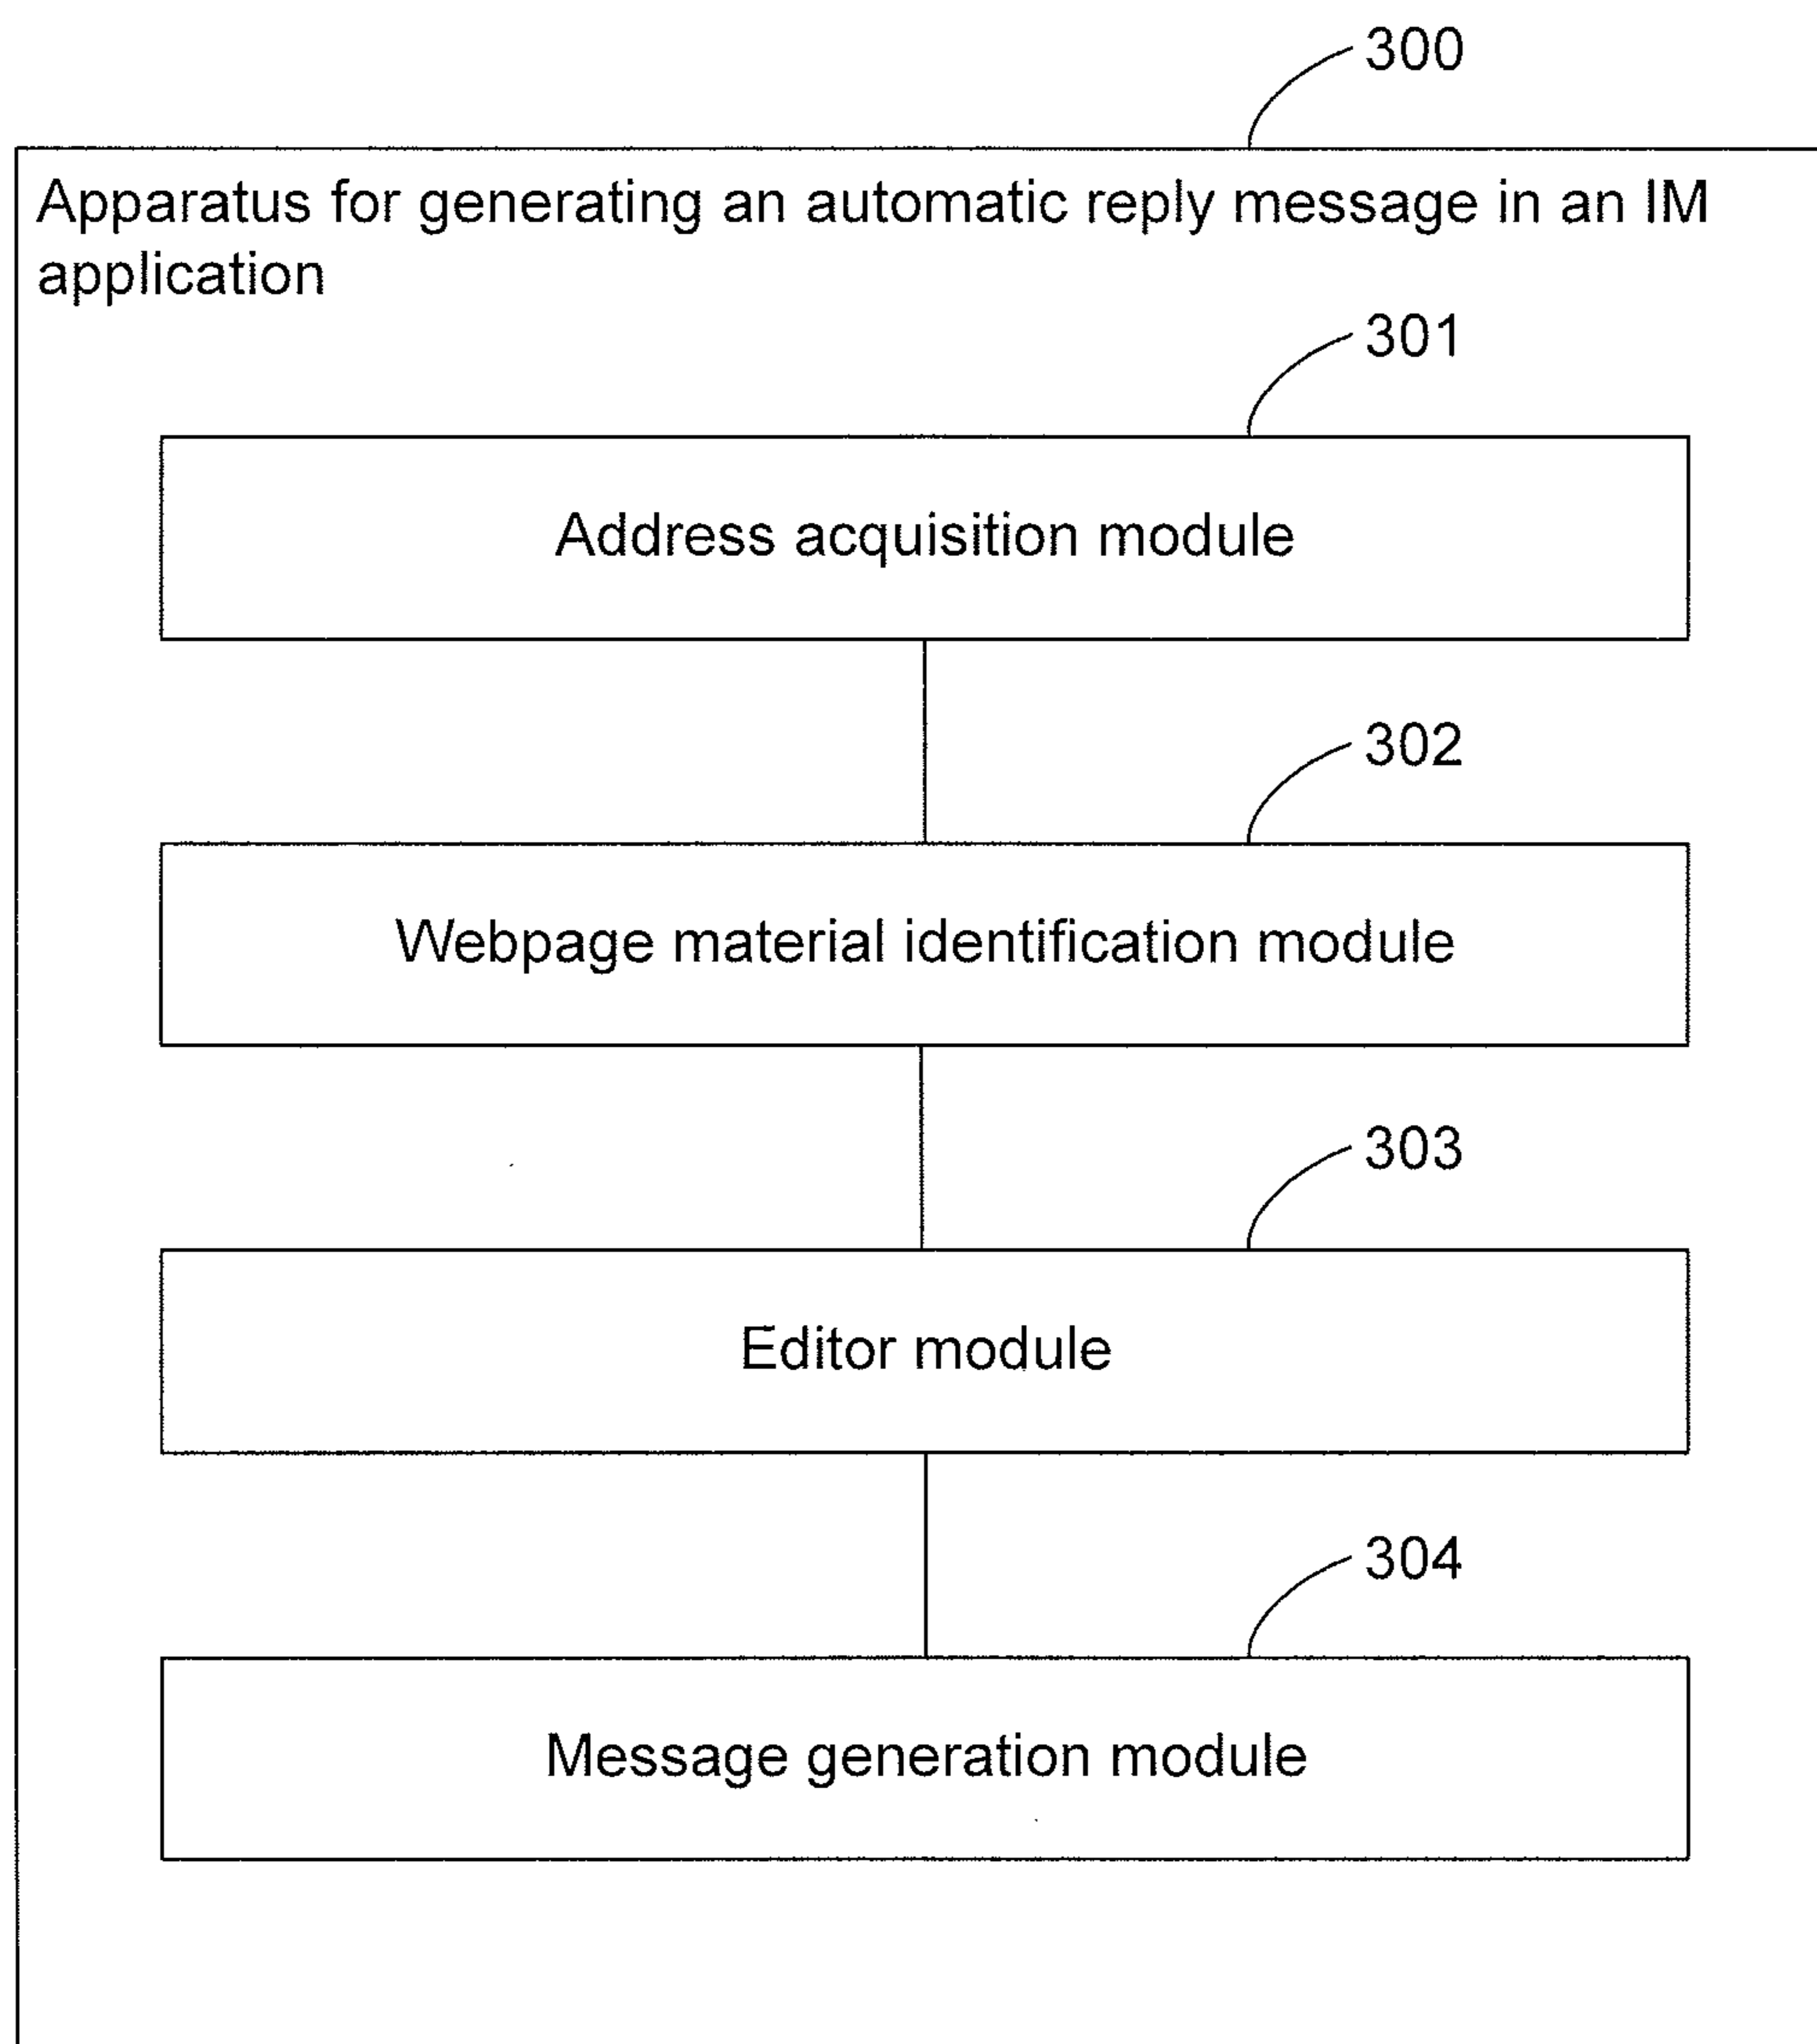 300
Apparatus for generating an automatic reply message in an IM
application
301
Address acquisition module
302
Webpage material identification module
303
Editor module
304
Message generation module